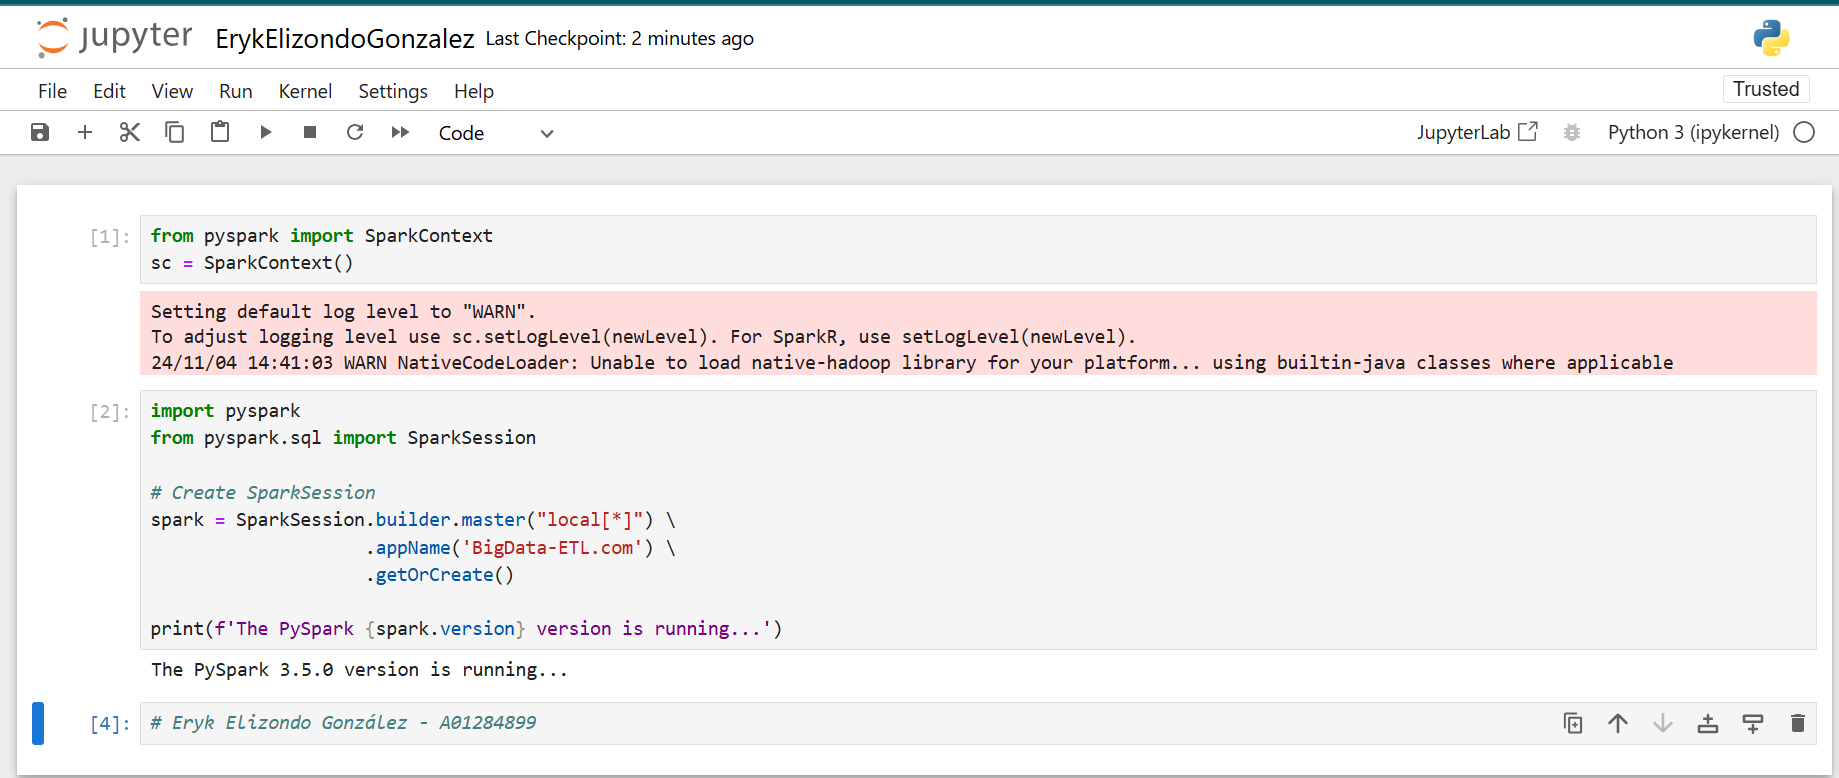 jupyter ErykElizondoGonzalez Last Checkpoint: 2 minutes ago
File Edit View Run Kernel Settings Help Trusted
Code JupyterLab Python 3 (ipykernel)
[1]: from pyspark import SparkContext
sc = SparkContext()
Setting default log level to "WARN".
To adjust logging level use sc.setLogLevel(newLevel). For SparkR, use setLogLevel(newLevel).
24/11/04 14:41:03 WARN NativeCodeLoader: Unable to load native-hadoop library for your platform... using builtin-java classes where applicable
[2]: import pyspark
from pyspark.sql import SparkSession
# Create SparkSession
spark = SparkSession.builder.master("local[*]") \
.appName('BigData-ETL.com') \
.getOrCreate()
print(f'The PySpark {spark.version} version is running...')
The PySpark 3.5.0 version is running...
[4]: # Eryk Elizondo González - A01284899